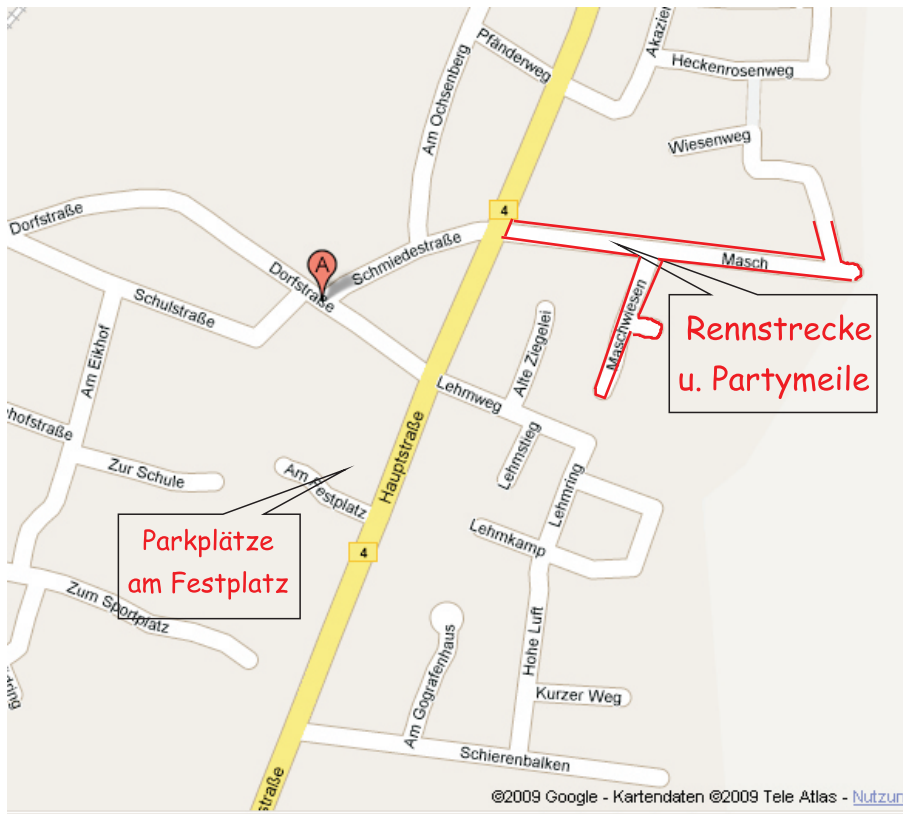 Pfänderweg
Akazien
Heckenrosenweg
Am Ochsenberg
Wiesenweg
Dorfstraße
4
Schmiedestraße
A
Dorfstraße
Masch
Schulstraße
Maschwiesen
Rennstrecke
u. Partymeile
Am Eikhof
Alte Ziegelei
Lehmweg
hofstraße
Hauptstraße
Lehmstieg
Zur Schule
Am Festplatz
Lehmring
Parkplätze
am Festplatz
Lehmkamp
4
Zum Sportplatz
Hohe Luft
Am Gografenhaus
Kurzer Weg
Schierenbalken
straße
©2009 Google - Kartendaten ©2009 Tele Atlas - Nutzun